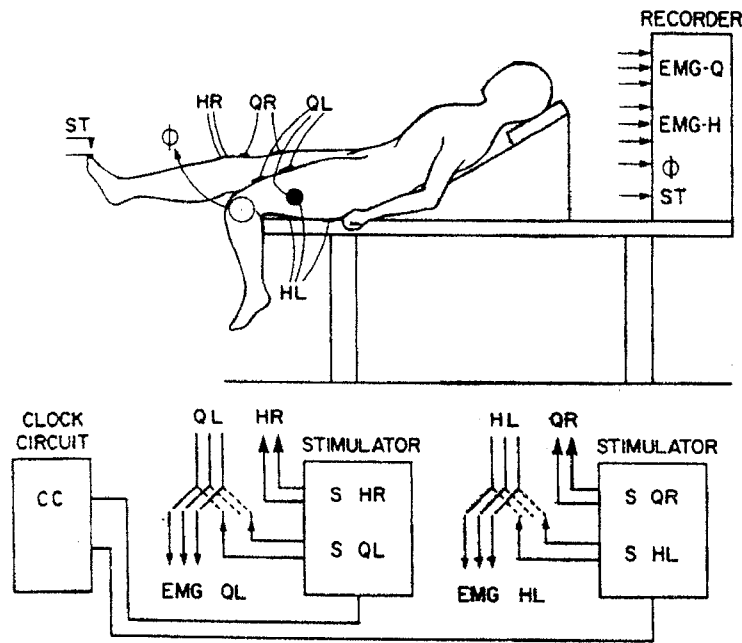 RECORDER
EMG-Q
EMG-H
ϕ
ST
HR QR QL
ST
ϕ
HL
CLOCK
CIRCUIT
CC
QL HR
STIMULATOR
S HR
S QL
EMG QL
HL QR
STIMULATOR
S QR
S HL
EMG HL